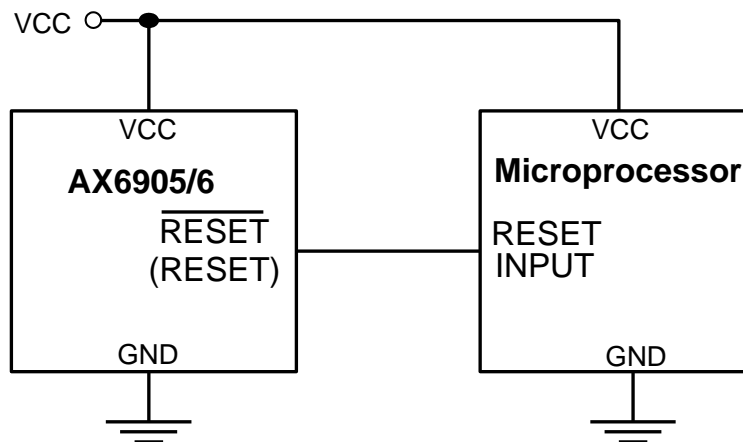 VCC
VCC
VCC
AX6905/6
Microprocessor
RESET
(RESET)
RESET
INPUT
GND
GND